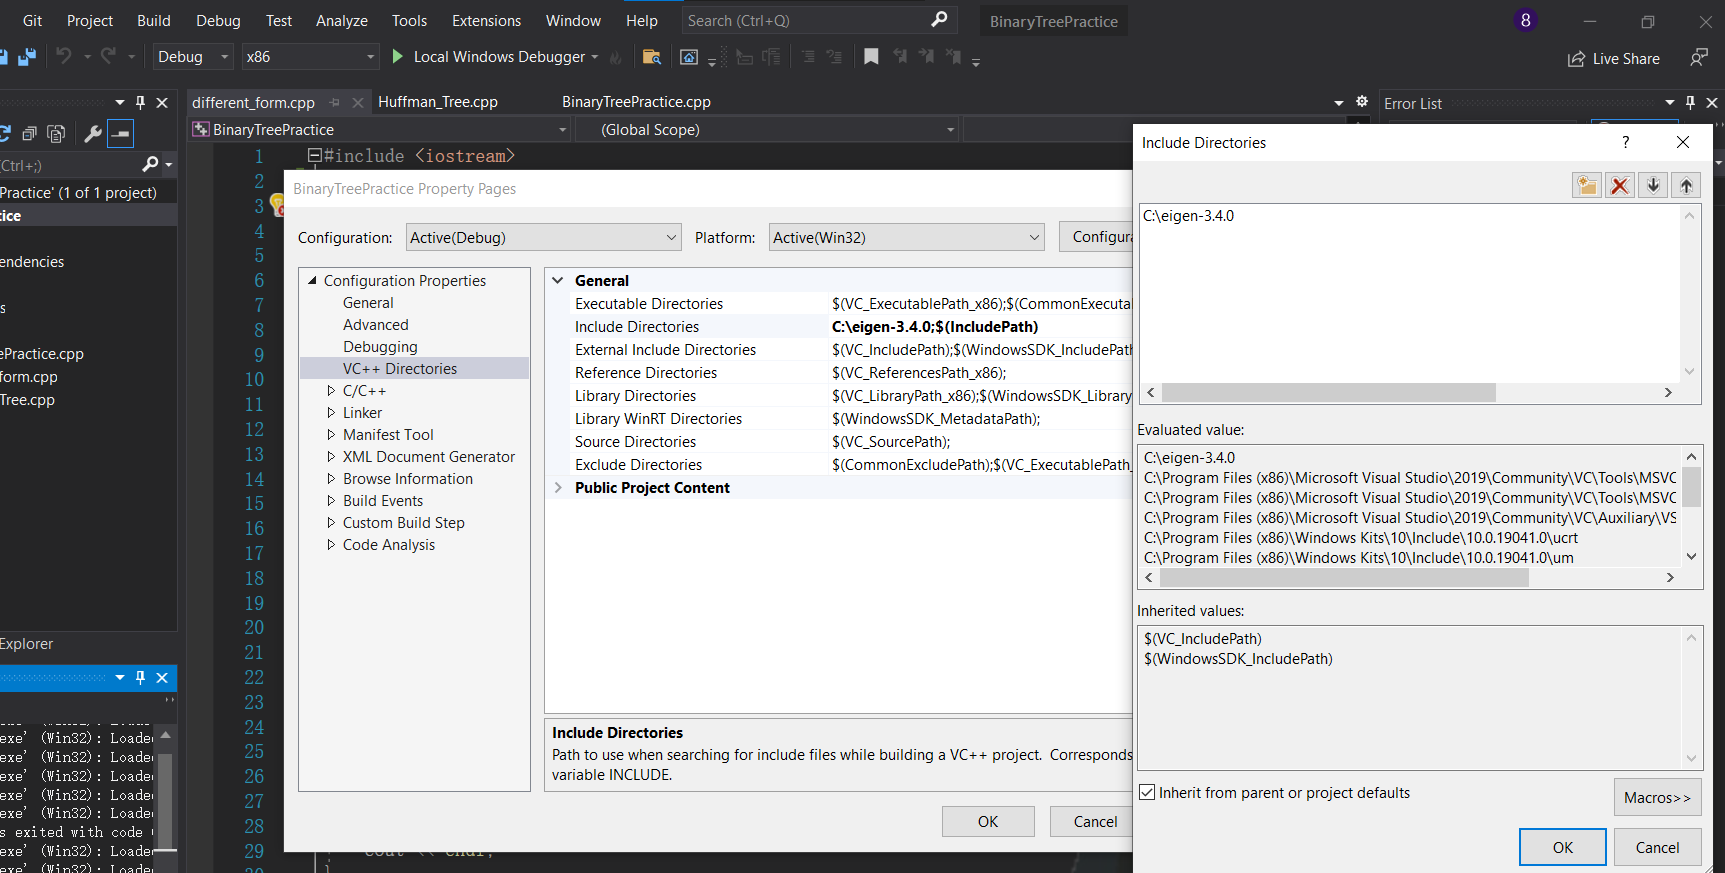 Git Project Build Debug Test Analyze Tools Extensions Window Help Search (Ctrl+Q) BinaryTreePractice 8
Debug x86 Local Windows Debugger Live Share
different_form.cpp Huffman_Tree.cpp BinaryTreePractice.cpp Error List
BinaryTreePractice (Global Scope)
(Ctrl+;)
Practice' (1 of 1 project)
ice
endencies
s
ePractice.cpp
form.cpp
Tree.cpp
Explorer
exe' (Win32): Loade
exe' (Win32): Loade
exe' (Win32): Loade
exe' (Win32): Loade
exe' (Win32): Loade
s exited with code
exe' (Win32): Loade
exe' (Win32): Loade
1 #include <iostream>
2
3
4
5
6
7
8
9
10
11
12
13
14
15
16
17
18
19
20
21
22
23
24
25
26
27
28
29 cout << endl;
30 }
BinaryTreePractice Property Pages
Configuration: Active(Debug) Platform: Active(Win32) Configura
Configuration Properties
General
Advanced
Debugging
VC++ Directories
C/C++
Linker
Manifest Tool
XML Document Generator
Browse Information
Build Events
Custom Build Step
Code Analysis
General
Executable Directories $(VC_ExecutablePath_x86);$(CommonExecuta
Include Directories C:\eigen-3.4.0;$(IncludePath)
External Include Directories $(VC_IncludePath);$(WindowsSDK_IncludePath
Reference Directories $(VC_ReferencesPath_x86);
Library Directories $(VC_LibraryPath_x86);$(WindowsSDK_Library
Library WinRT Directories $(WindowsSDK_MetadataPath);
Source Directories $(VC_SourcePath);
Exclude Directories $(CommonExcludePath);$(VC_ExecutablePath_
Public Project Content
Include Directories
Path to use when searching for include files while building a VC++ project. Corresponds
variable INCLUDE.
OK Cancel
Include Directories ?
C:\eigen-3.4.0
Evaluated value:
C:\eigen-3.4.0
C:\Program Files (x86)\Microsoft Visual Studio\2019\Community\VC\Tools\MSVC
C:\Program Files (x86)\Microsoft Visual Studio\2019\Community\VC\Tools\MSVC
C:\Program Files (x86)\Microsoft Visual Studio\2019\Community\VC\Auxiliary\VS
C:\Program Files (x86)\Windows Kits\10\Include\10.0.19041.0\ucrt
C:\Program Files (x86)\Windows Kits\10\Include\10.0.19041.0\um
Inherited values:
$(VC_IncludePath)
$(WindowsSDK_IncludePath)
Inherit from parent or project defaults
Macros>>
OK Cancel